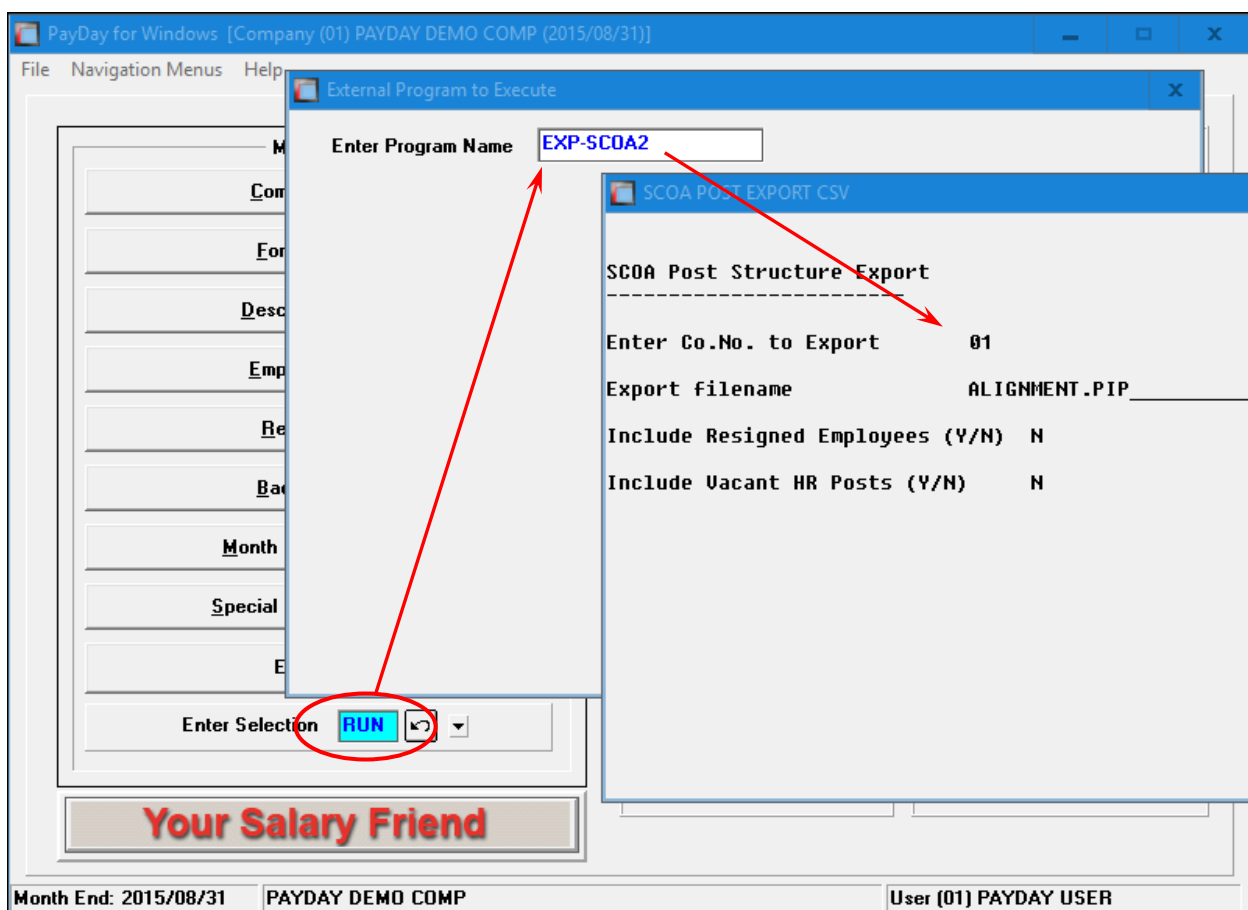 PayDay for Windows [Company (01) PAYDAY DEMO COMP (2015/08/31)]
File Navigation Menus Help
External Program to Execute
Enter Program Name EXP-SCOA2
SCOA POST EXPORT CSV
SCOA Post Structure Export
------------------------
Enter Co.No. to Export 01
Export filename ALIGNMENT.PIP__________
Include Resigned Employees (Y/N) N
Include Vacant HR Posts (Y/N) N
Month
Special
Enter Selection RUN
Your Salary Friend
Month End: 2015/08/31 PAYDAY DEMO COMP User (01) PAYDAY USER